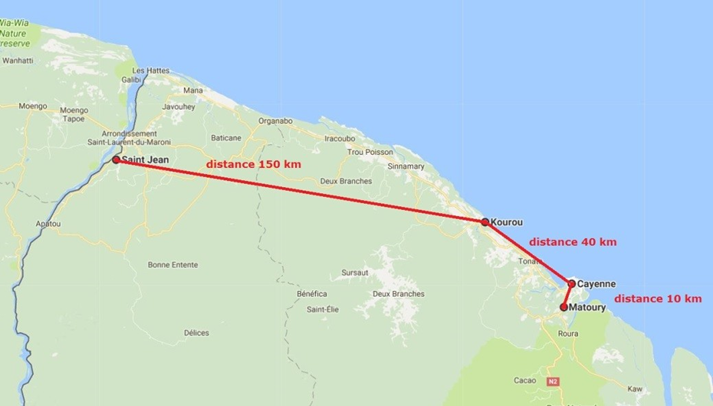 Wia-Wia
Nature
reserve
Wanhatti
Les Hattes
Galibi
Mana
Moengo
Moengo
Tapoe
Javouhey
Organabo
Arrondissement
Saint-Laurent-du-Maroni
Baticane
Iracoubo
Trou Poisson
Saint Jean
distance 150 km
Sinnamary
Deux Branches
Apatou
Kourou
distance 40 km
Bonne Entente
Sursaut
Cayenne
Bénéfica
Deux Branches
distance 10 km
Saint-Élie
Matoury
Délices
Roura
Cacao
N2
Kaw